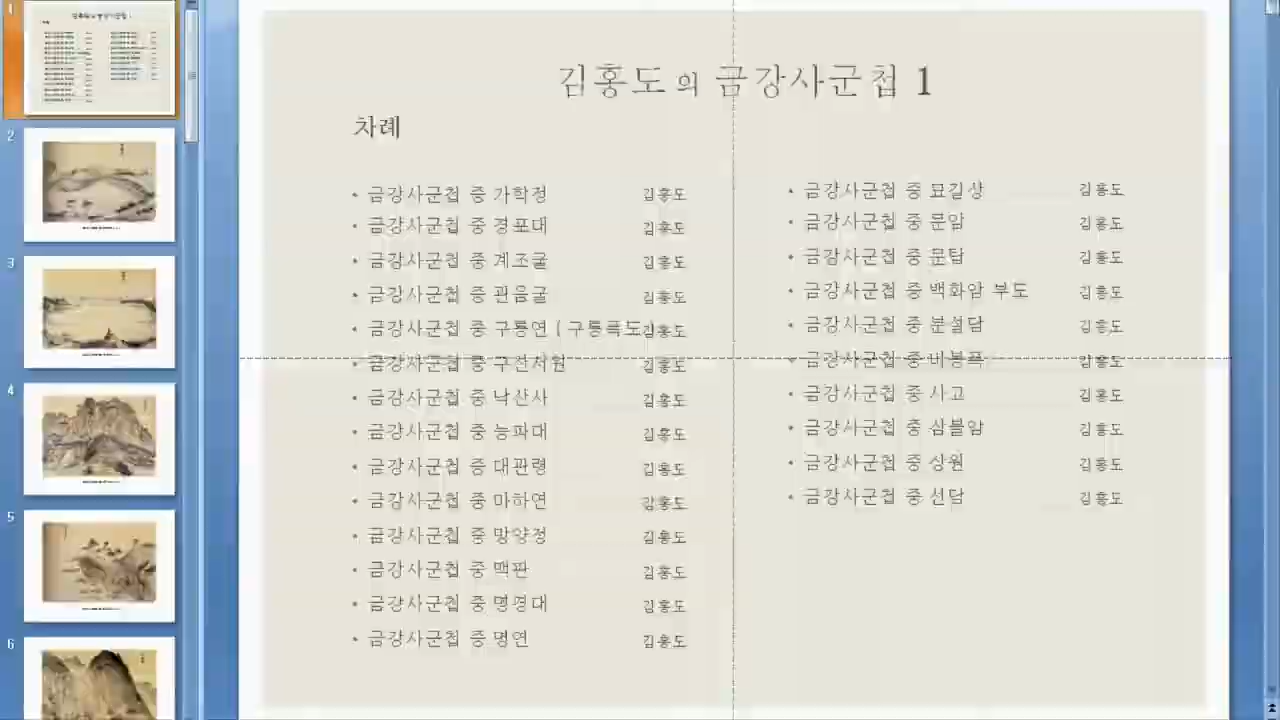 김홍도의 금강사군첩 1
차례
• 금강사군첩 중 가학정 김홍도
• 금강사군첩 중 경포대 김홍도
• 금강사군첩 중 계조굴 김홍도
• 금강사군첩 중 관음굴 김홍도
• 금강사군첩 중 구룡연 (구룡폭도) 김홍도
• 금강사군첩 중 구선서원 김홍도
• 금강사군첩 중 낙산사 김홍도
• 금강사군첩 중 능파대 김홍도
• 금강사군첩 중 대관령 김홍도
• 금강사군첩 중 마하연 김홍도
• 금강사군첩 중 망양정 김홍도
• 금강사군첩 중 맥판 김홍도
• 금강사군첩 중 명경대 김홍도
• 금강사군첩 중 명연 김홍도
• 금강사군첩 중 묘길상 김홍도
• 금강사군첩 중 문암 김홍도
• 금강사군첩 중 문탑 김홍도
• 금강사군첩 중 백화암 부도 김홍도
• 금강사군첩 중 분설담 김홍도
• 금강사군첩 중 비봉폭 김홍도
• 금강사군첩 중 사고 김홍도
• 금강사군첩 중 삼불암 김홍도
• 금강사군첩 중 상원 김홍도
• 금강사군첩 중 선담 김홍도
1
2
3
4
5
6